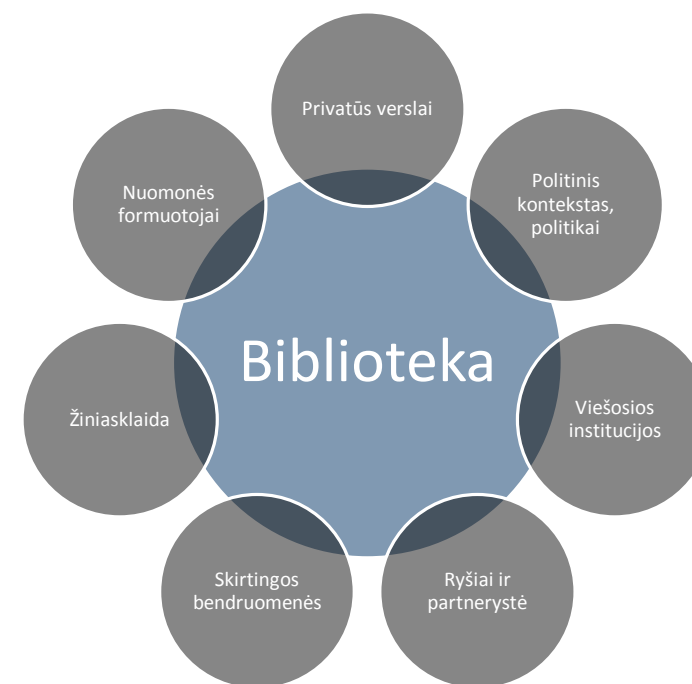 Privatūs verslai
Politinis
kontekstas,
politikai
Nuomonės
formuotojai
Biblioteka
Žiniasklaida
Viešosios
institucijos
Skirtingos
bendruomenės
Ryšiai ir
partnerystė